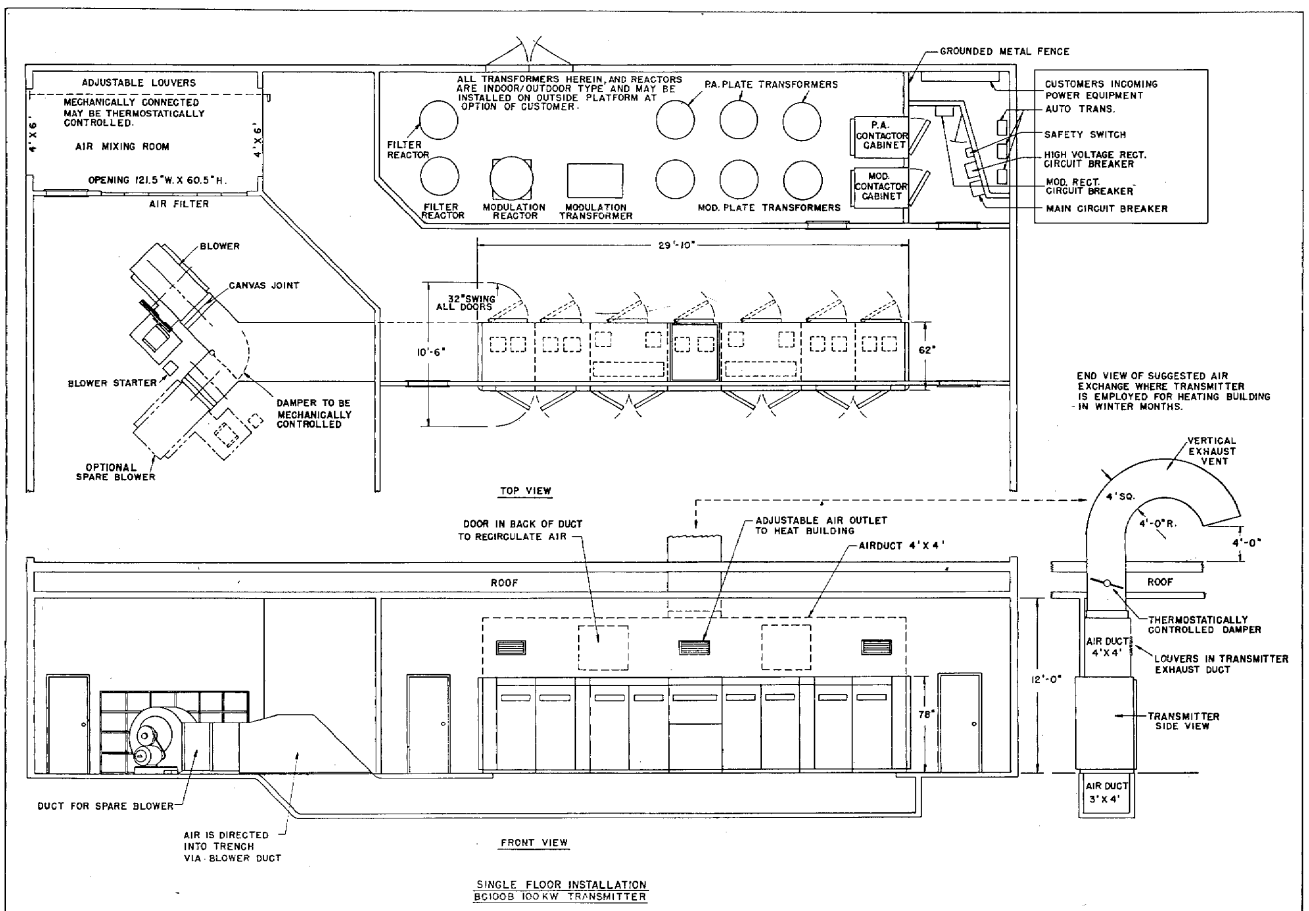 GROUNDED METAL FENCE
ADJUSTABLE LOUVERS
MECHANICALLY CONNECTED
MAY BE THERMOSTATICALLY
CONTROLLED.
4'X6'
4'X6'
AIR MIXING ROOM
OPENING 121.5"W. X 60.5"H.
AIR FILTER
ALL TRANSFORMERS HEREIN, AND REACTORS
ARE INDOOR/OUTDOOR TYPE AND MAY BE
INSTALLED ON OUTSIDE PLATFORM AT
OPTION OF CUSTOMER.
P.A. PLATE TRANSFORMERS
FILTER
REACTOR
FILTER
REACTOR
MODULATION
REACTOR
MODULATION
TRANSFORMER
MOD. PLATE TRANSFORMERS
P.A.
CONTACTOR
CABINET
MOD.
CONTACTOR
CABINET
CUSTOMERS INCOMING
POWER EQUIPMENT
AUTO TRANS.
SAFETY SWITCH
HIGH VOLTAGE RECT.
CIRCUIT BREAKER
MOD. RECT.
CIRCUIT BREAKER
MAIN CIRCUIT BREAKER
BLOWER
CANVAS JOINT
BLOWER STARTER
DAMPER TO BE
MECHANICALLY
CONTROLLED
OPTIONAL
SPARE BLOWER
29'-10"
32" SWING
ALL DOORS
10'-6"
62"
TOP VIEW
END VIEW OF SUGGESTED AIR
EXCHANGE WHERE TRANSMITTER
IS EMPLOYED FOR HEATING BUILDING
IN WINTER MONTHS.
VERTICAL
EXHAUST
VENT
4' SQ.
4'-0" R.
4'-0"
ROOF
THERMOSTATICALLY
CONTROLLED DAMPER
AIR DUCT
4'X4'
LOUVERS IN TRANSMITTER
EXHAUST DUCT
TRANSMITTER
SIDE VIEW
AIR DUCT
3'X4'
DOOR IN BACK OF DUCT
TO RECIRCULATE AIR
ADJUSTABLE AIR OUTLET
TO HEAT BUILDING
AIRDUCT 4'X4'
ROOF
12'-0"
78"
DUCT FOR SPARE BLOWER
AIR IS DIRECTED
INTO TRENCH
VIA BLOWER DUCT
FRONT VIEW
SINGLE FLOOR INSTALLATION
BC100B 100 KW TRANSMITTER